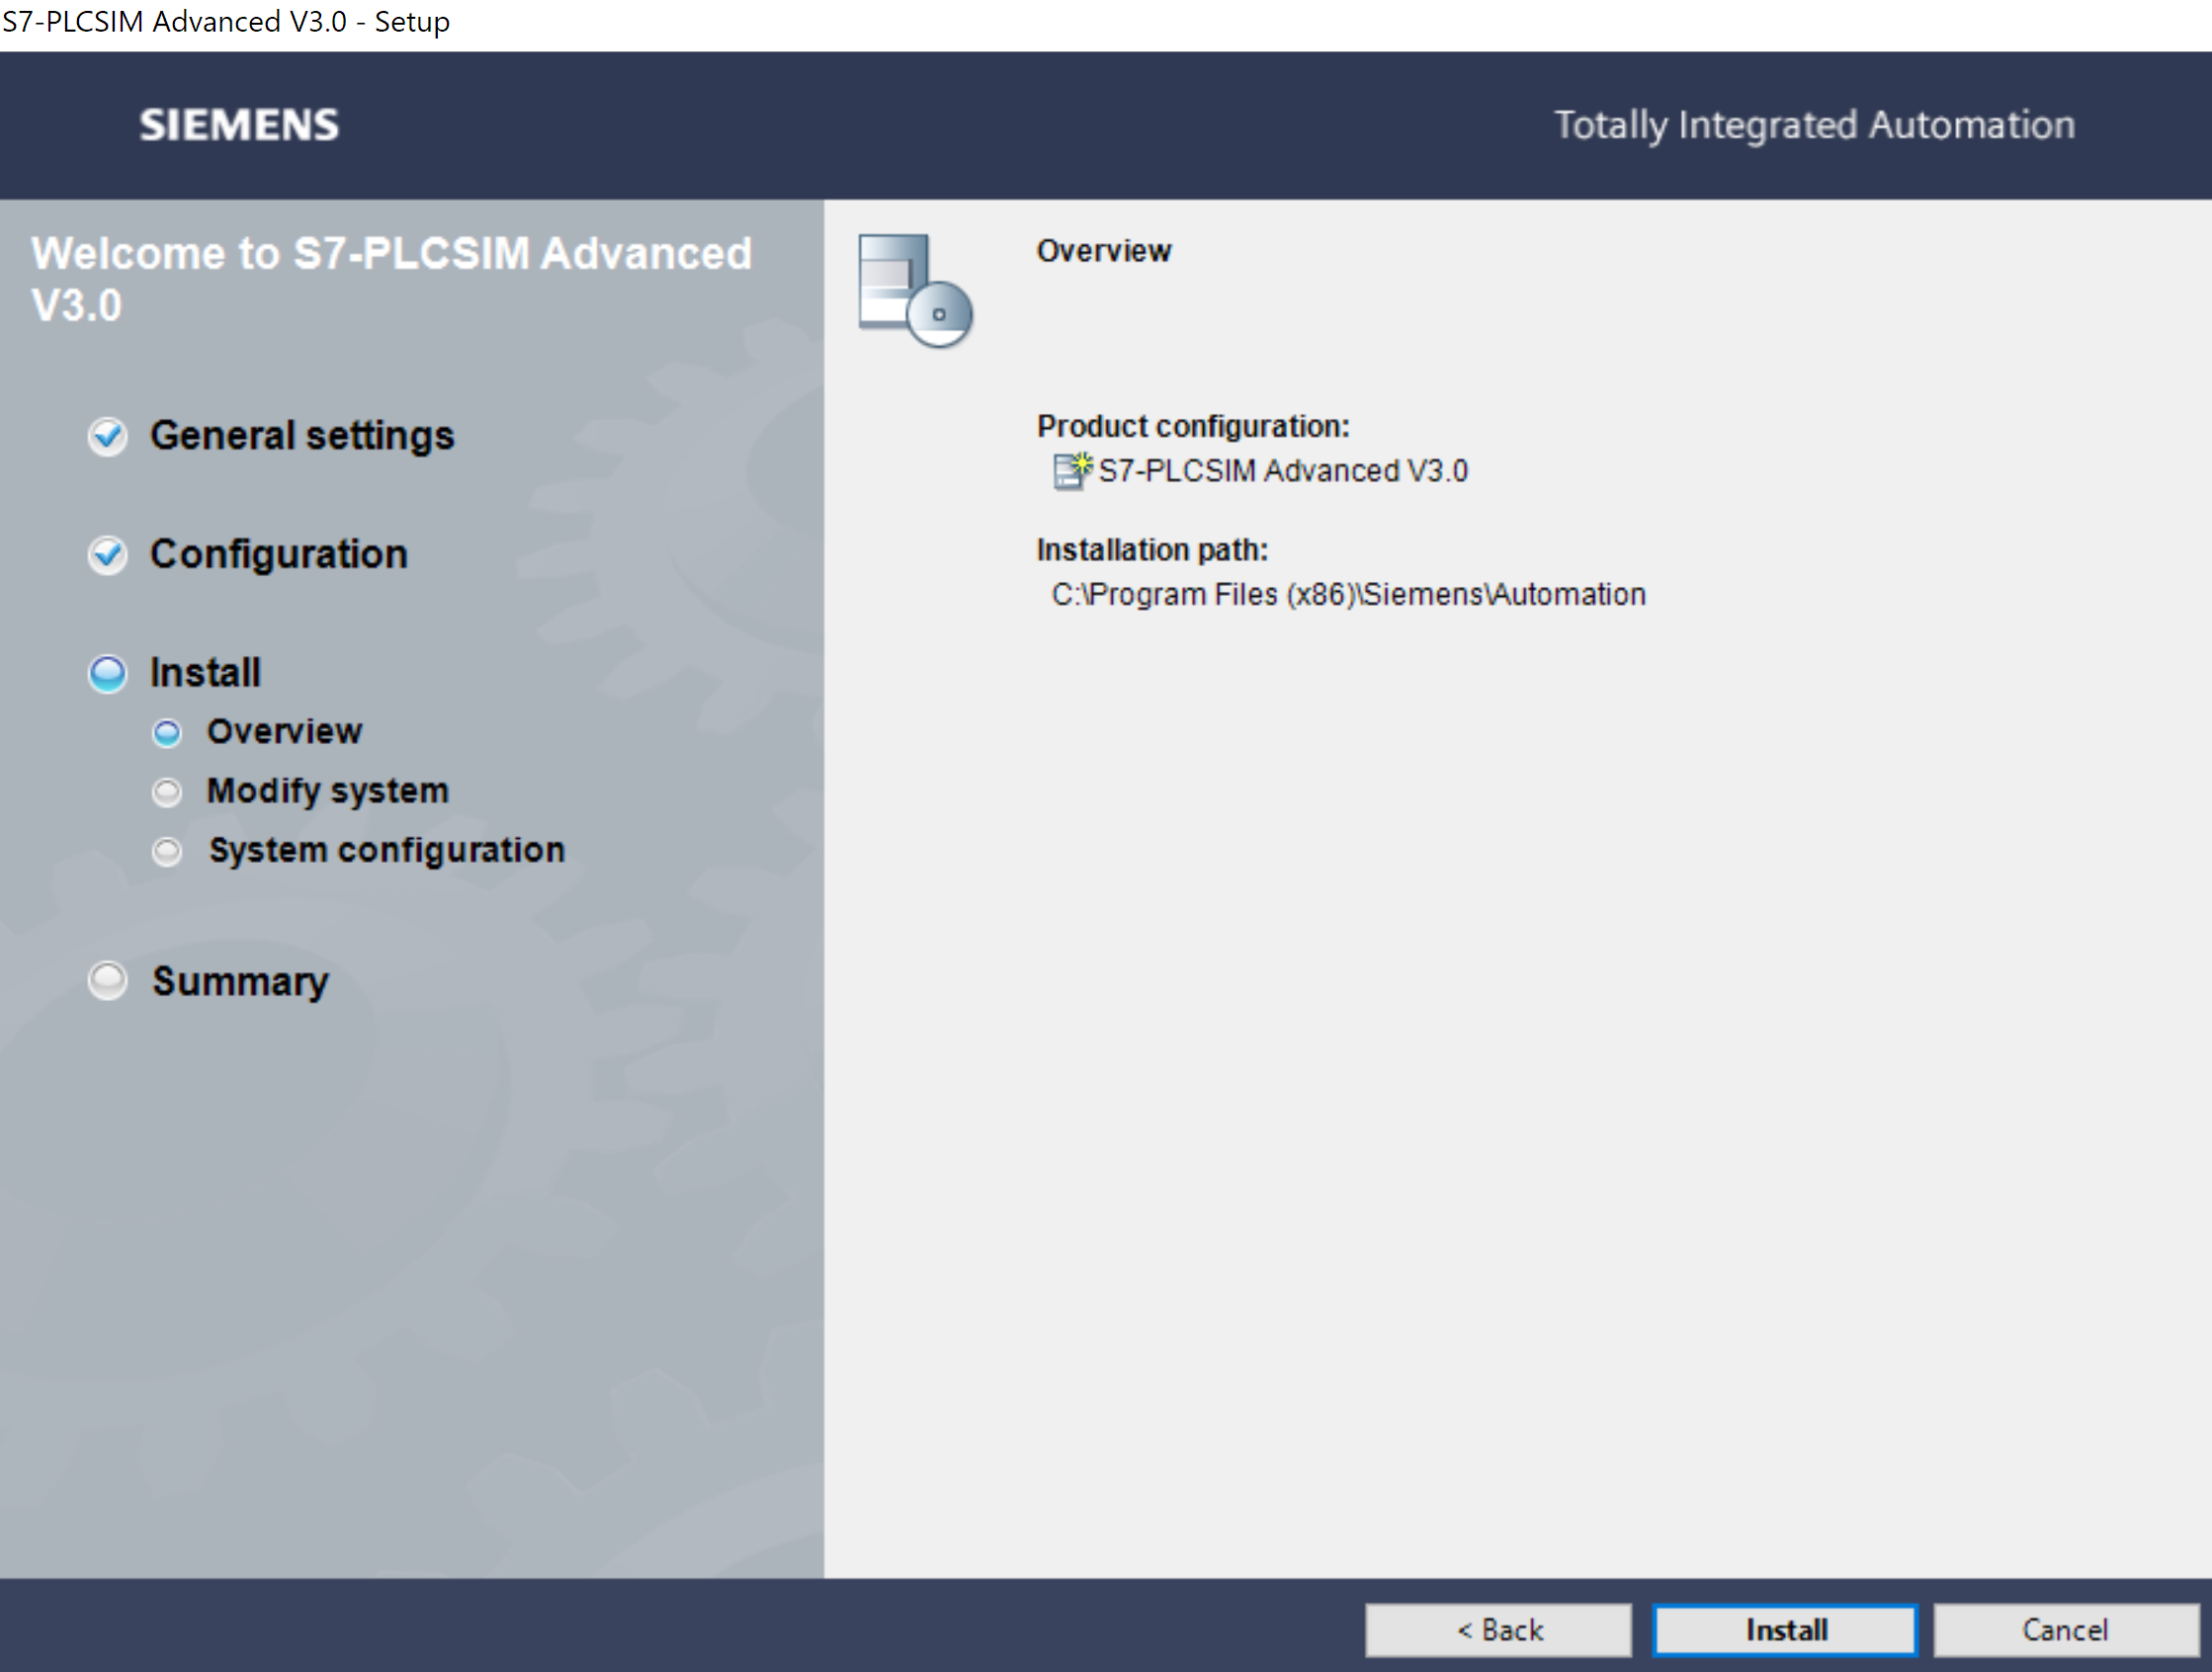 S7-PLCSIM Advanced V3.0 - Setup
SIEMENS
Totally Integrated Automation
Welcome to S7-PLCSIM Advanced
V3.0
General settings
Configuration
Install
Overview
Modify system
System configuration
Summary
Overview
Product configuration:
S7-PLCSIM Advanced V3.0
Installation path:
C:\Program Files (x86)\Siemens\Automation
< Back
Install
Cancel